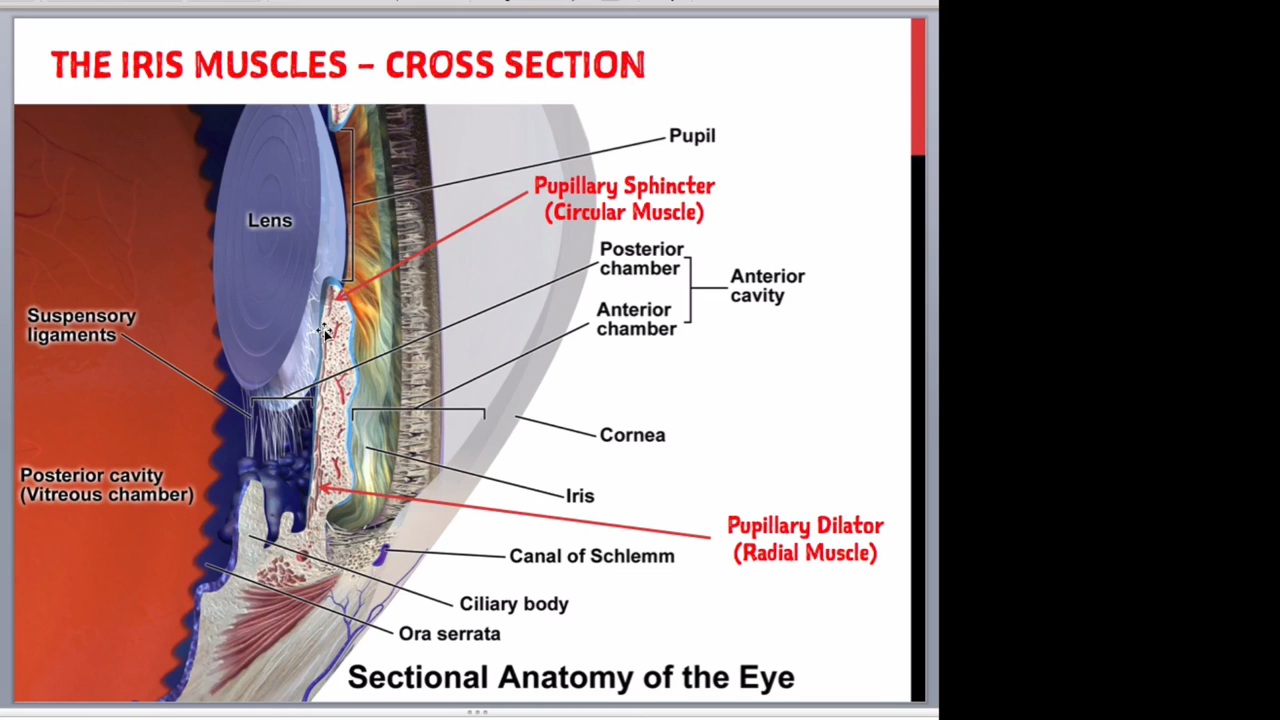 THE IRIS MUSCLES – CROSS SECTION
Pupil
Pupillary Sphincter
(Circular Muscle)
Lens
Posterior
chamber
Anterior
cavity
Anterior
chamber
Suspensory
ligaments
Cornea
Posterior cavity
(Vitreous chamber)
Iris
Pupillary Dilator
(Radial Muscle)
Canal of Schlemm
Ciliary body
Ora serrata
Sectional Anatomy of the Eye